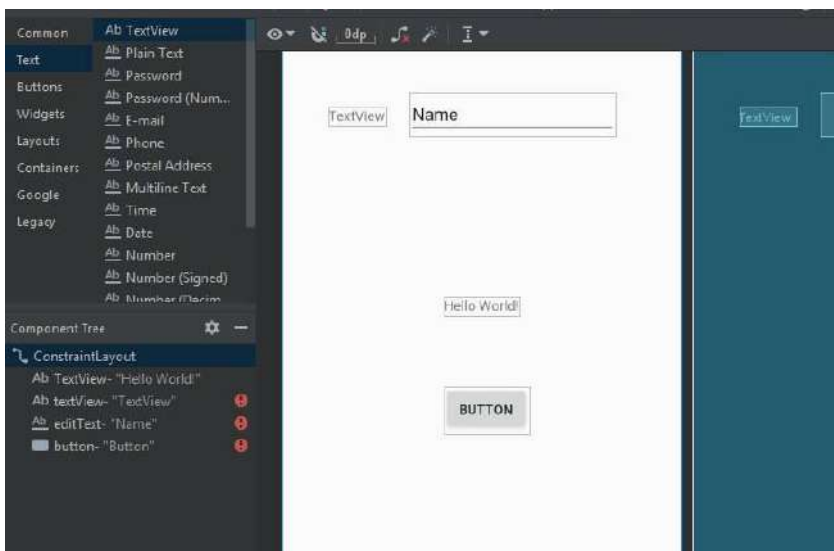 Common
Text
Buttons
Widgets
Layouts
Containers
Google
Legacy
Ab TextView
Ab Plain Text
Ab Password
Ab Password (Num...
Ab E-mail
Ab Phone
Ab Postal Address
Ab Multiline Text
Ab Time
Ab Date
Ab Number
Ab Number (Signed)
Ab Number (Decim
0dp
Component Tree
ConstraintLayout
Ab TextView- "Hello World!"
Ab textView- "TextView"
Ab editText- "Name"
button- "Button"
TextView
Name
Hello World!
BUTTON
TextView